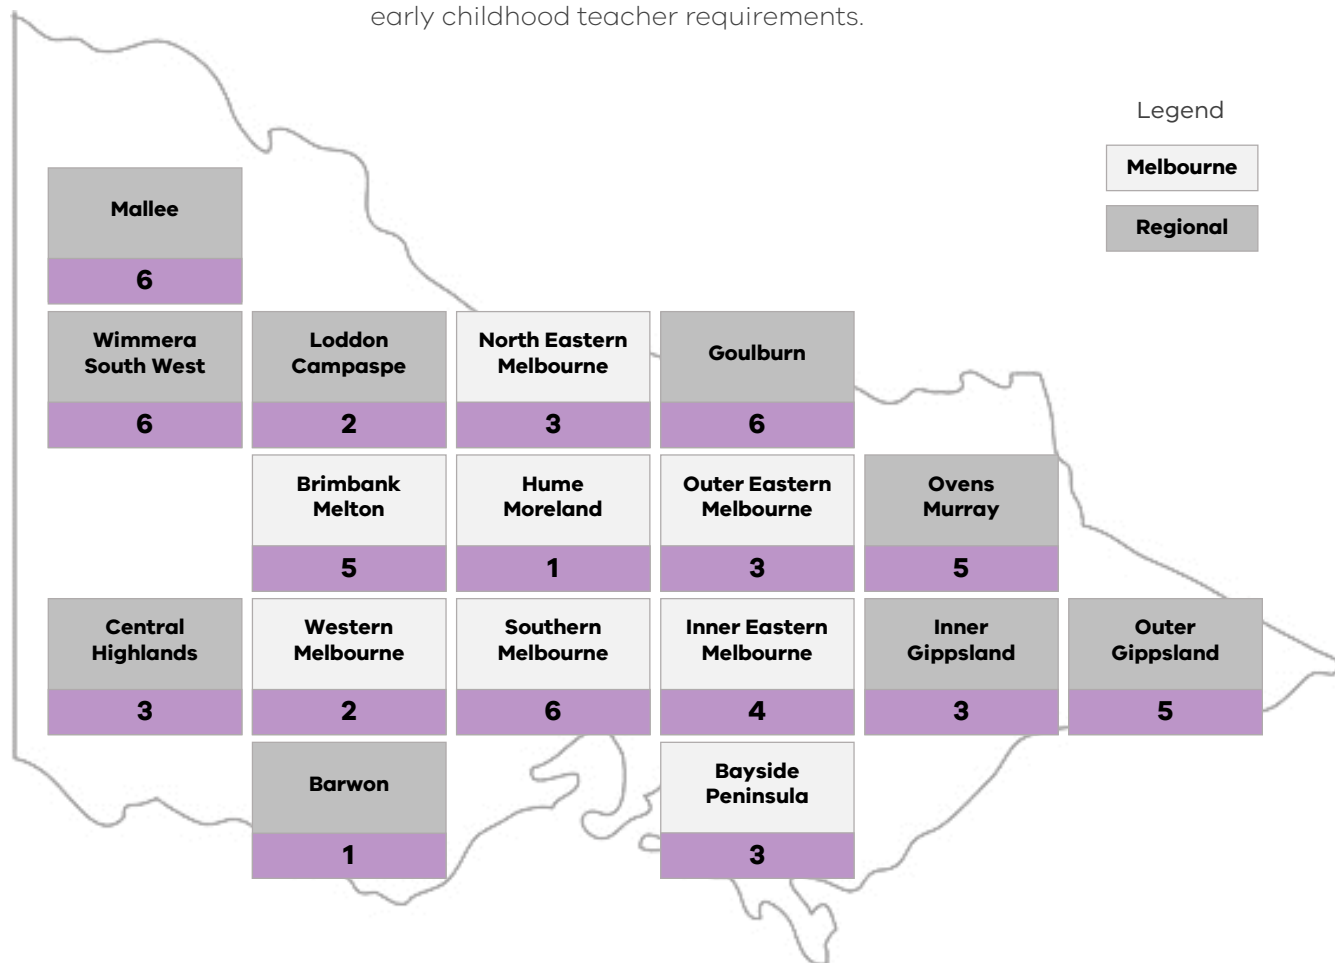 early childhood teacher requirements.
Legend
Melbourne
Regional
Mallee
6
Wimmera
South West
6
Loddon
Campaspe
2
North Eastern
Melbourne
3
Goulburn
6
Brimbank
Melton
5
Hume
Moreland
1
Outer Eastern
Melbourne
3
Ovens
Murray
5
Central
Highlands
3
Western
Melbourne
2
Southern
Melbourne
6
Inner Eastern
Melbourne
4
Inner
Gippsland
3
Outer
Gippsland
5
Barwon
1
Bayside
Peninsula
3